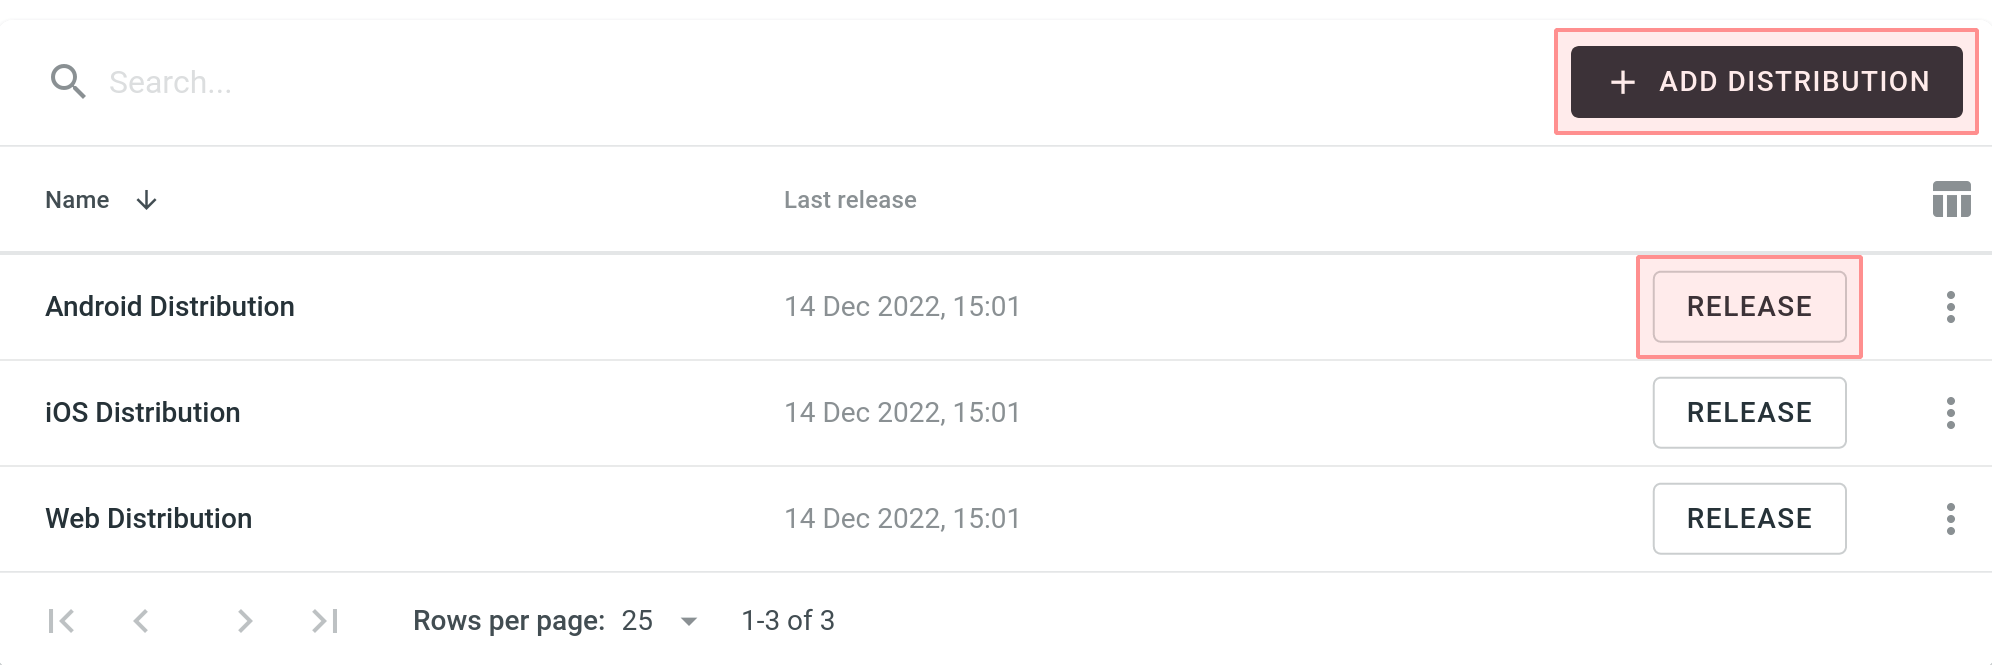 Search...
ADD DISTRIBUTION
Name Last release
Android Distribution 14 Dec 2022, 15:01 RELEASE
iOS Distribution 14 Dec 2022, 15:01 RELEASE
Web Distribution 14 Dec 2022, 15:01 RELEASE
Rows per page: 25 1-3 of 3